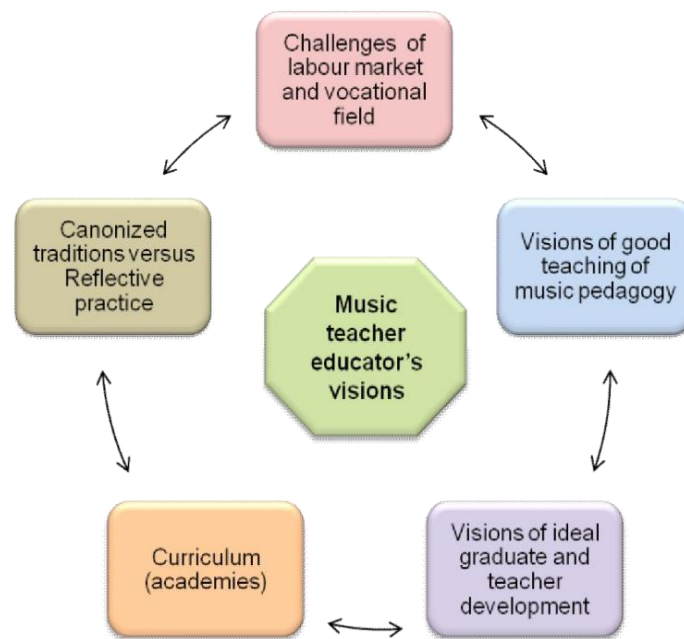 Challenges of
labour market
and vocational
field
Canonized
traditions versus
Reflective
practice
Visions of good
teaching of
music pedagogy
Music
teacher
educator's
visions
Curriculum
(academies)
Visions of ideal
graduate and
teacher
development